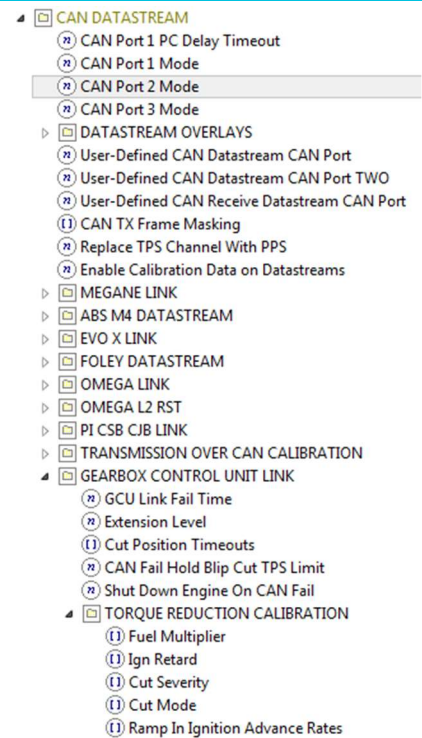 CAN DATASTREAM
CAN Port 1 PC Delay Timeout
CAN Port 1 Mode
CAN Port 2 Mode
CAN Port 3 Mode
DATASTREAM OVERLAYS
User-Defined CAN Datastream CAN Port
User-Defined CAN Datastream CAN Port TWO
User-Defined CAN Receive Datastream CAN Port
CAN TX Frame Masking
Replace TPS Channel With PPS
Enable Calibration Data on Datastreams
MEGANE LINK
ABS M4 DATASTREAM
EVO X LINK
FOLEY DATASTREAM
OMEGA LINK
OMEGA L2 RST
PI CSB CJB LINK
TRANSMISSION OVER CAN CALIBRATION
GEARBOX CONTROL UNIT LINK
GCU Link Fail Time
Extension Level
Cut Position Timeouts
CAN Fail Hold Blip Cut TPS Limit
Shut Down Engine On CAN Fail
TORQUE REDUCTION CALIBRATION
Fuel Multiplier
Ign Retard
Cut Severity
Cut Mode
Ramp In Ignition Advance Rates